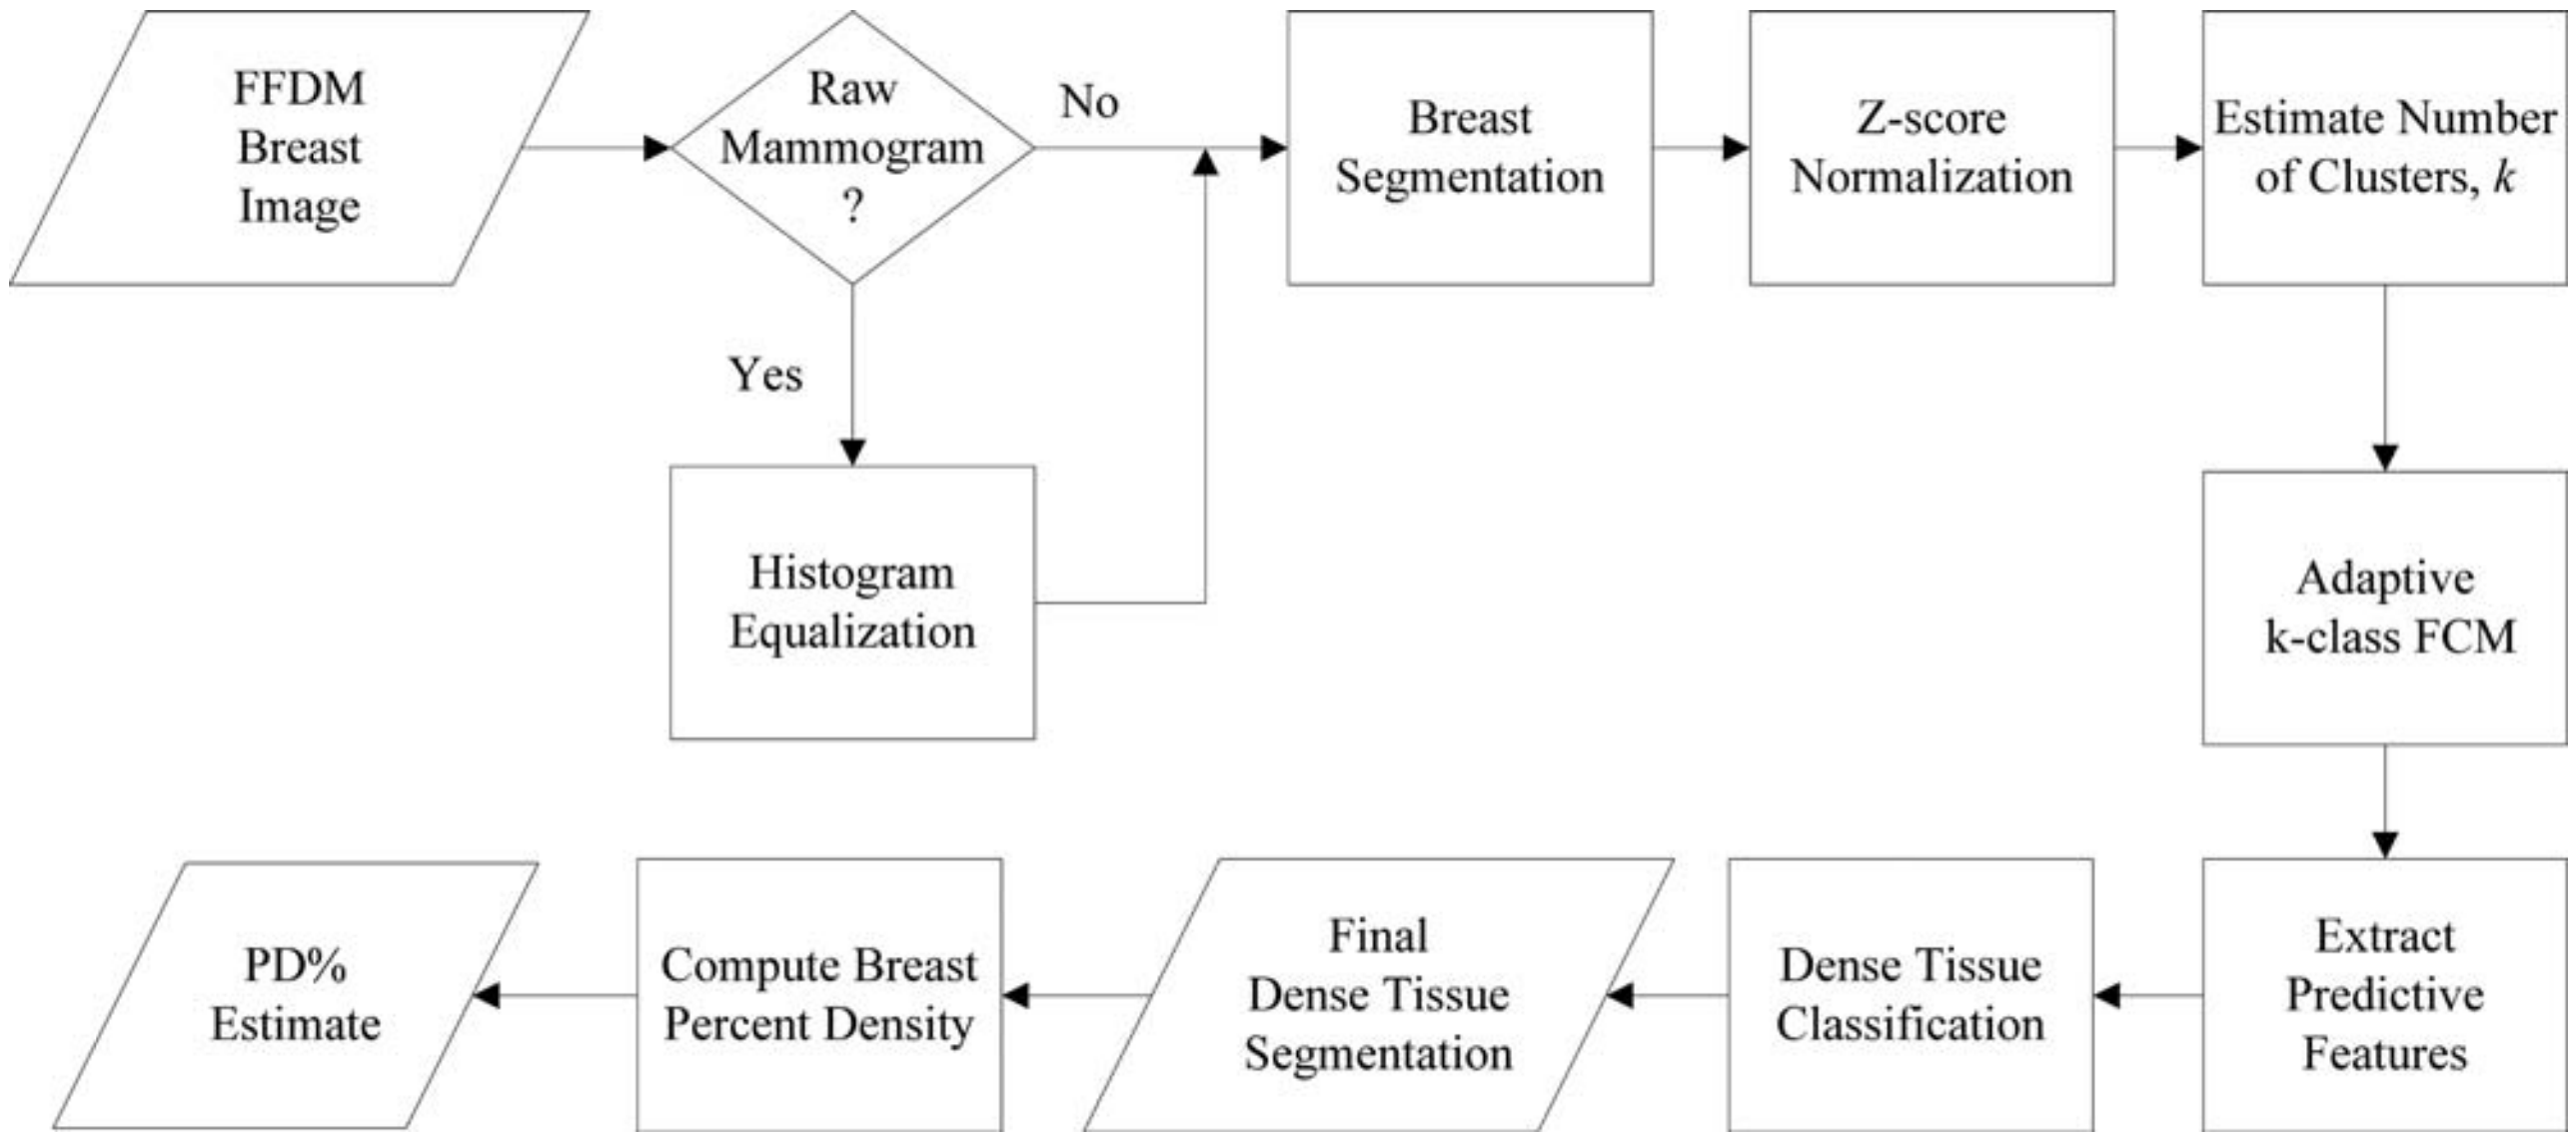 FFDM
Breast
Image
Raw
Mammogram
?
No
Yes
Histogram
Equalization
Breast
Segmentation
Z-score
Normalization
Estimate Number
of Clusters, k
Adaptive
k-class FCM
Extract
Predictive
Features
Dense Tissue
Classification
Final
Dense Tissue
Segmentation
Compute Breast
Percent Density
PD%
Estimate